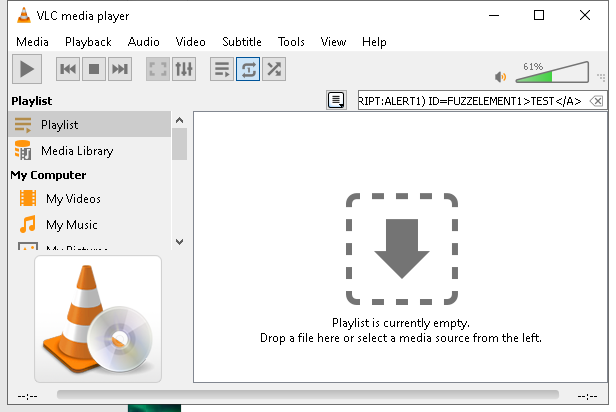 VLC media player
Media Playback Audio Video Subtitle Tools View Help
61%
Playlist
RIPT:ALERT1) ID=FUZZELEMENT1>TEST</A>
Playlist
Media Library
My Computer
My Videos
My Music
My Pictures
Playlist is currently empty.
Drop a file here or select a media source from the left.
--:-- --:--